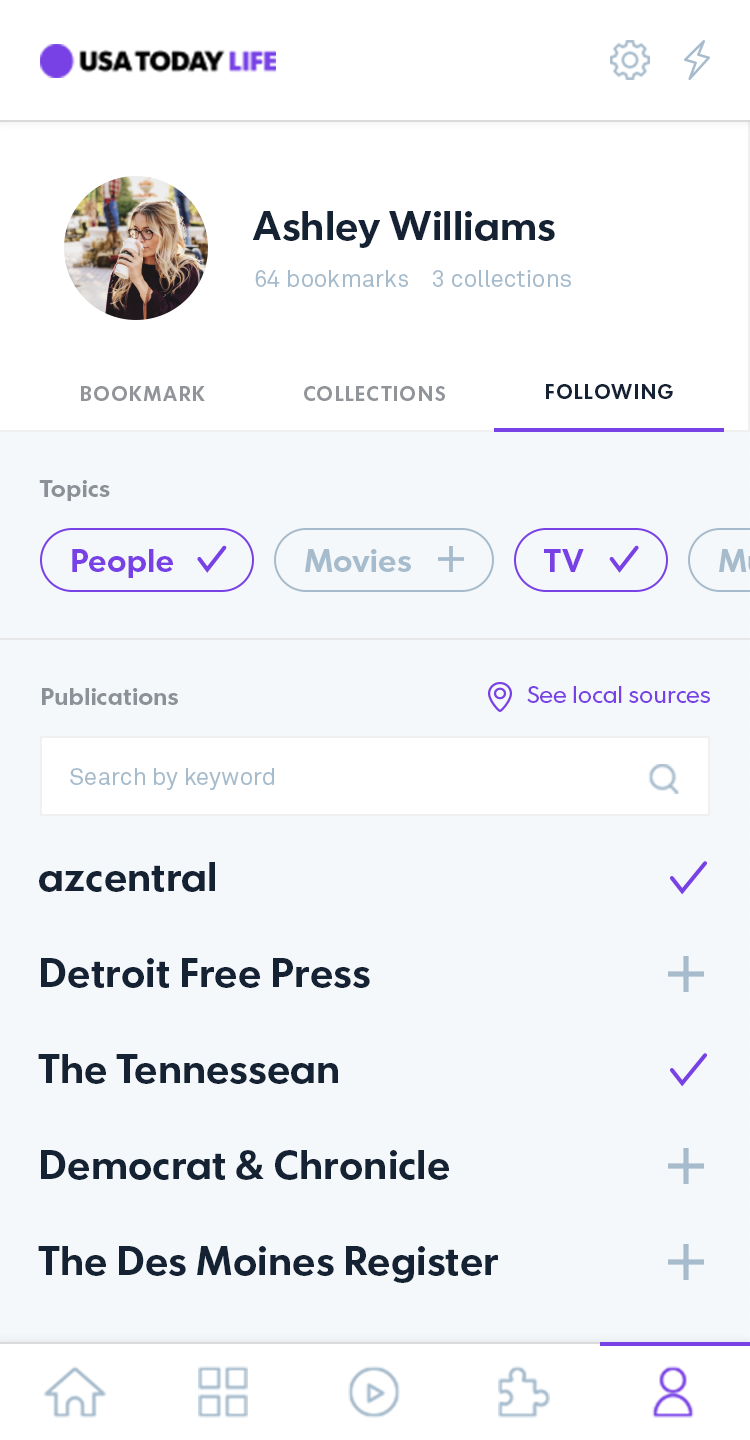 USA TODAY LIFE
Ashley Williams
64 bookmarks 3 collections
BOOKMARK COLLECTIONS FOLLOWING
Topics
People Movies TV
Publications See local sources
Search by keyword
azcentral
Detroit Free Press
The Tennessean
Democrat & Chronicle
The Des Moines Register